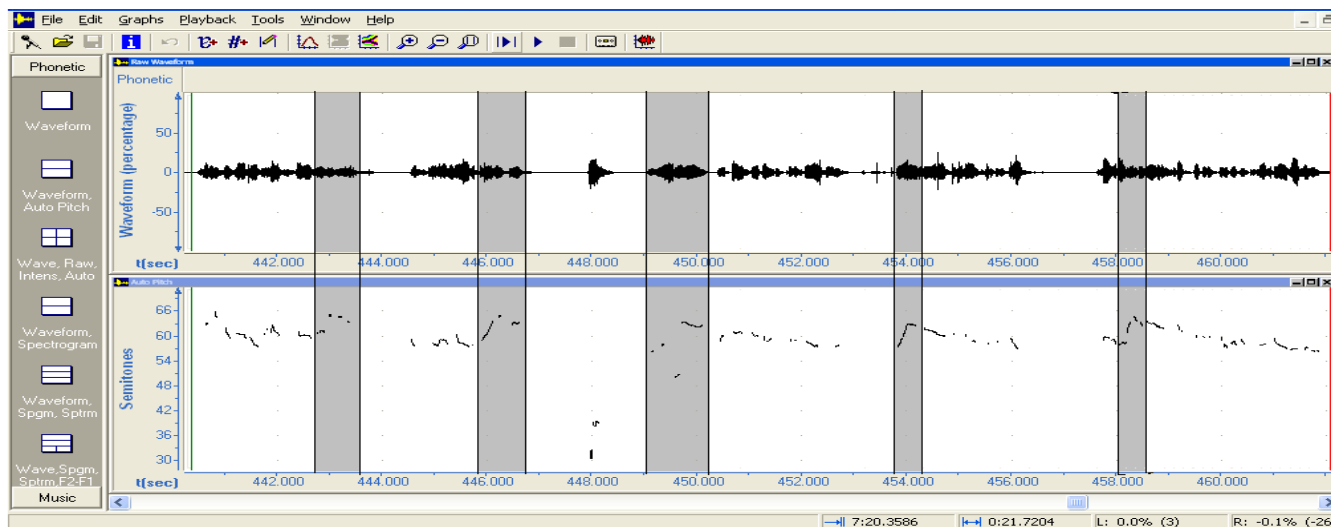 File Edit Graphs Playback Tools Window Help
Phonetic
Waveform
Waveform,
Auto Pitch
Wave, Raw,
Intens, Auto
Waveform,
Spectrogram
Waveform,
Spgm, Sptrm
Wave,Spgm,
Sptrm,F2-F1
Music
Raw Waveform
Phonetic
Waveform (percentage)
50
0
-50
t(sec) 442.000 444.000 446.000 448.000 450.000 452.000 454.000 456.000 458.000 460.000
Auto Pitch
Semitones
66
60
54
48
42
36
30
t(sec) 442.000 444.000 446.000 448.000 450.000 452.000 454.000 456.000 458.000 460.000
7:20.3586 0:21.7204 L: 0.0% (3) R: -0.1%